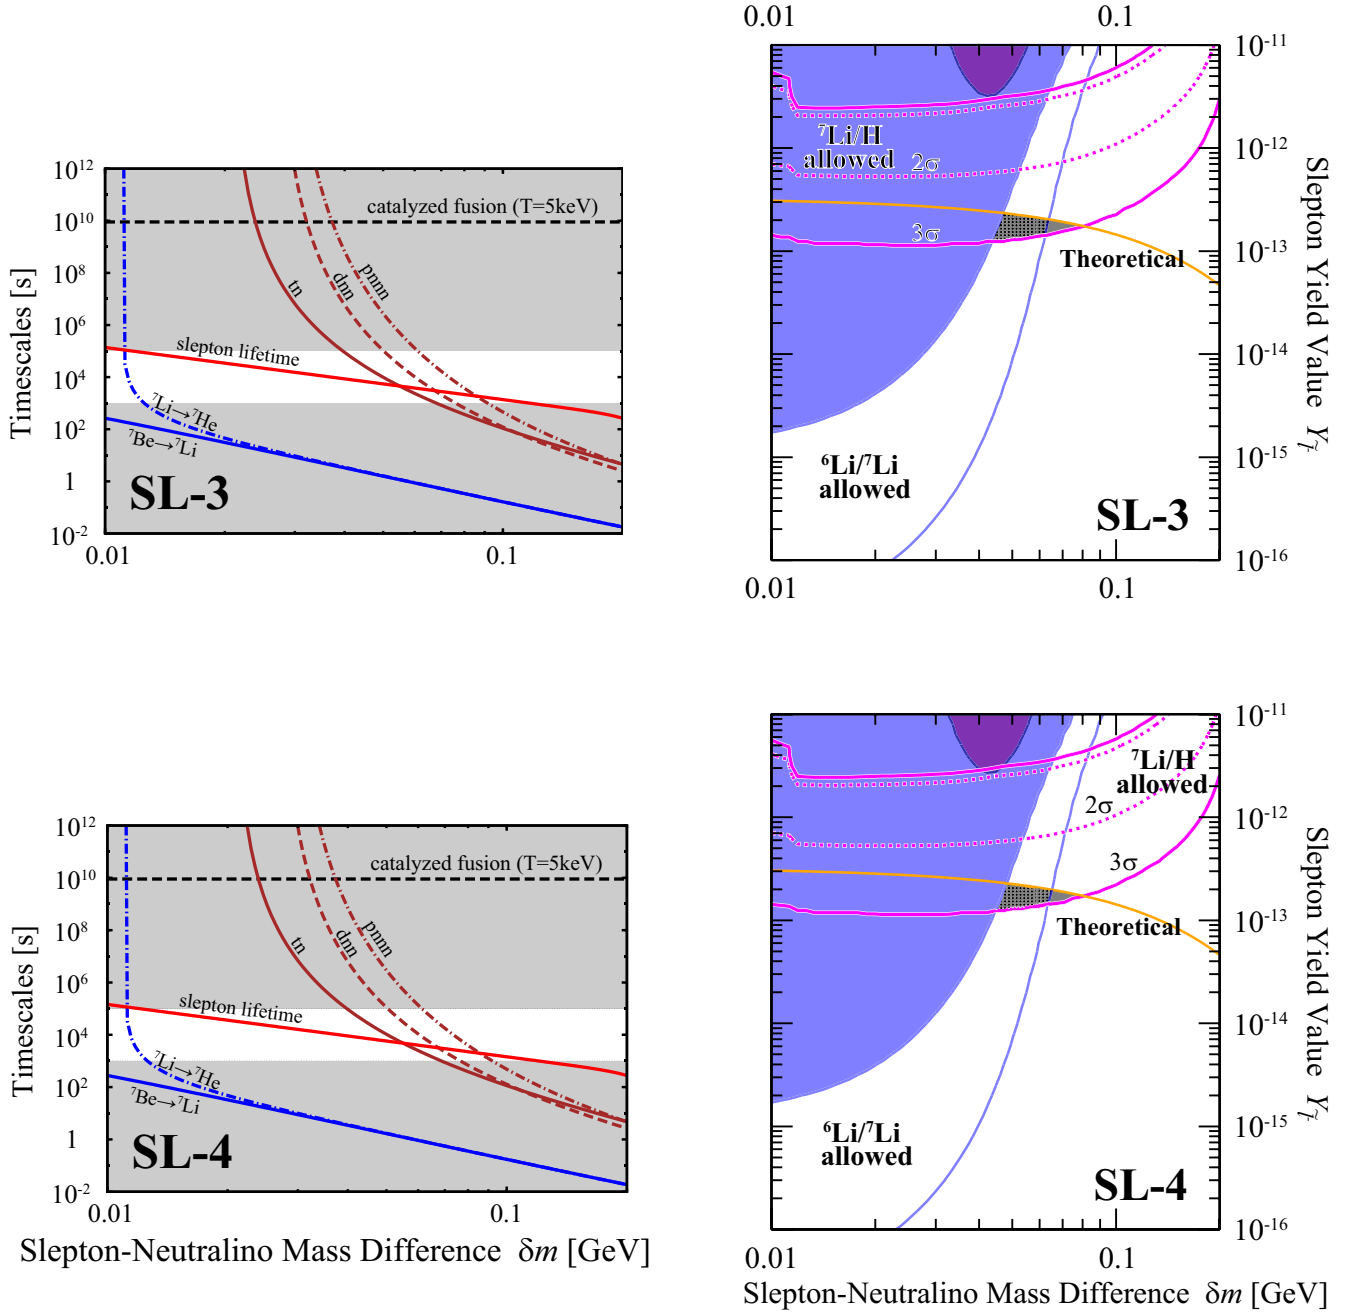 0.01 0.1
10⁻¹¹
⁷Li/H
allowed
2σ
3σ
Theoretical
⁶Li/⁷Li
allowed
SL-3
10⁻¹²
10⁻¹³
10⁻¹⁴
10⁻¹⁵
10⁻¹⁶
Slepton Yield Value Y_l̃
0.01 0.1
Timescales [s]
10¹²
10¹⁰
10⁸
10⁶
10⁴
10²
1
10⁻²
catalyzed fusion (T=5keV)
tn
dnn
pnnn
slepton lifetime
⁷Li→⁷He
⁷Be→⁷Li
SL-3
0.01 0.1
10⁻¹¹
⁷Li/H
allowed
2σ
3σ
Theoretical
⁶Li/⁷Li
allowed
SL-4
10⁻¹²
10⁻¹³
10⁻¹⁴
10⁻¹⁵
10⁻¹⁶
Slepton Yield Value Y_l̃
0.01 0.1
Slepton-Neutralino Mass Difference δm [GeV]
Timescales [s]
10¹²
10¹⁰
10⁸
10⁶
10⁴
10²
1
10⁻²
catalyzed fusion (T=5keV)
tn
dnn
pnnn
slepton lifetime
⁷Li→⁷He
⁷Be→⁷Li
SL-4
0.01 0.1
Slepton-Neutralino Mass Difference δm [GeV]